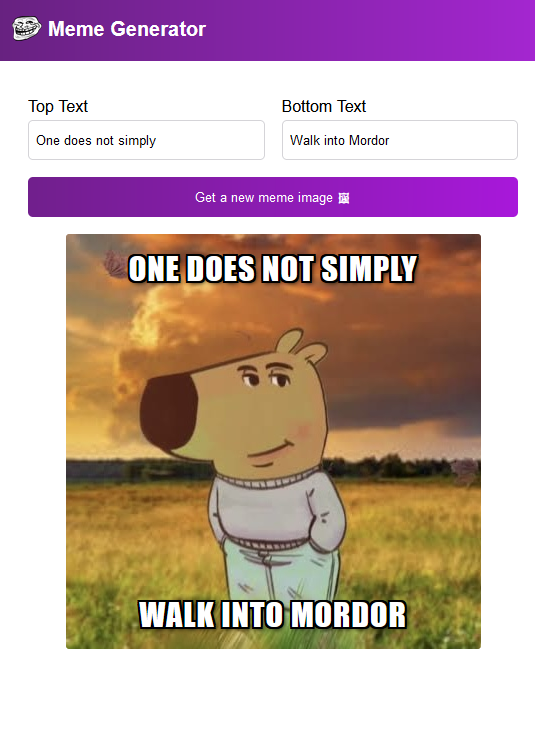 Meme Generator
Top Text
Bottom Text
One does not simply
Walk into Mordor
Get a new meme image 🖼
ONE DOES NOT SIMPLY
WALK INTO MORDOR